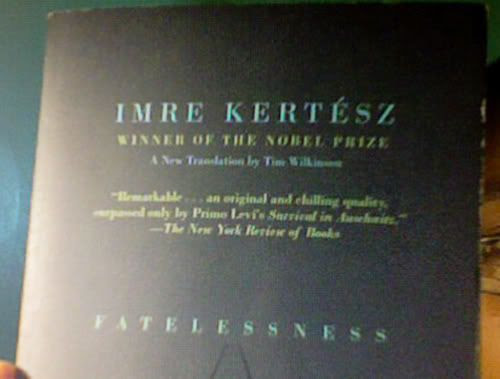 IMRE KERTÉSZ
WINNER OF THE NOBEL PRIZE
A New Translation by Tim Wilkinson
"Remarkable . . . an original and chilling quality,
surpassed only by Primo Levi's Survival in Auschwitz."
—The New York Review of Books
FATELESSNESS